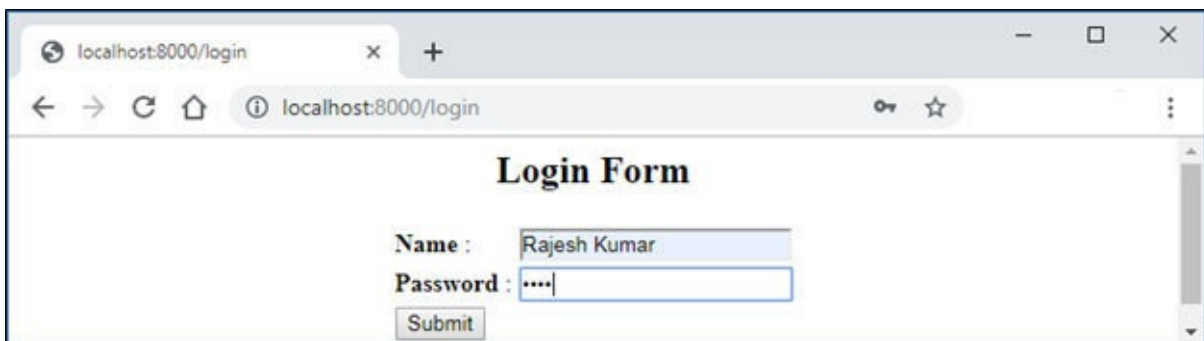 localhost:8000/login
localhost:8000/login
Login Form
Name : Rajesh Kumar
Password : ••••
Submit